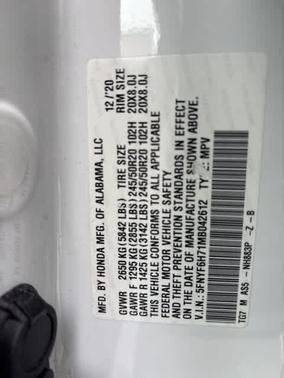 MFD. BY HONDA MFG. OF ALABAMA, LLC 12/'20
GVWR 2650 KG (5842 LBS) TIRE SIZE RIM SIZE
GAWR F 1295 KG (2855 LBS) 245/50R20 102H 20X8.0J
GAWR R 1425 KG (3142 LBS) 245/50R20 102H 20X8.0J
THIS VEHICLE CONFORMS TO ALL APPLICABLE
FEDERAL MOTOR VEHICLE SAFETY
AND THEFT PREVENTION STANDARDS IN EFFECT
ON THE DATE OF MANUFACTURE SHOWN ABOVE.
V.I.N.: 5FNYF6H71MB042612 TYPE: MPV
TG7 M AS5 - NH883P -Z -B